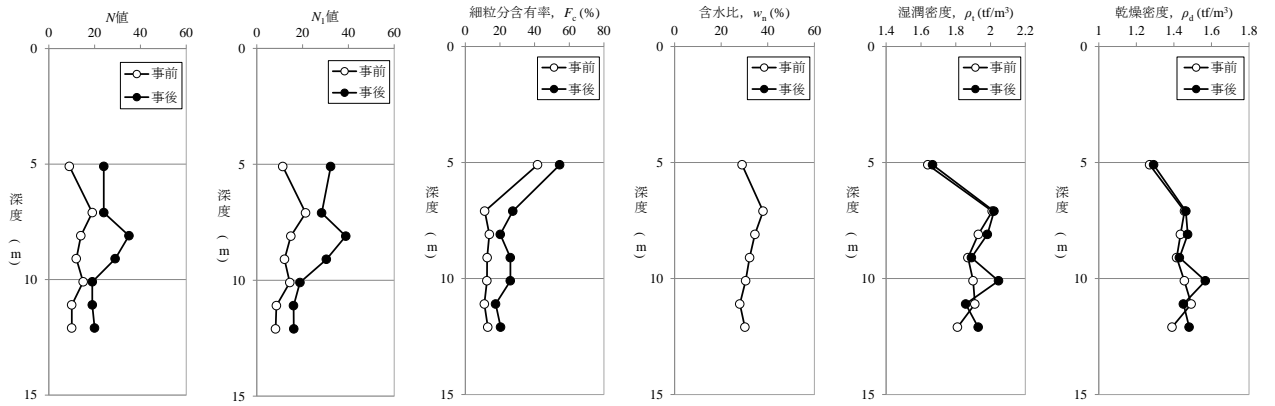 N値
0 20 40 60
0
5
10
15
深度 (m)
事前
事後
N1値
0 20 40 60
0
5
10
15
深度 (m)
事前
事後
細粒分含有率, Fc (%)
0 20 40 60 80
0
5
10
15
深度 (m)
事前
事後
含水比, wn (%)
0 20 40 60
0
5
10
15
深度 (m)
湿潤密度, ρt (tf/m³)
1.4 1.6 1.8 2 2.2
0
5
10
15
深度 (m)
事前
事後
乾燥密度, ρd (tf/m³)
1 1.2 1.4 1.6 1.8
0
5
10
15
深度 (m)
事前
事後